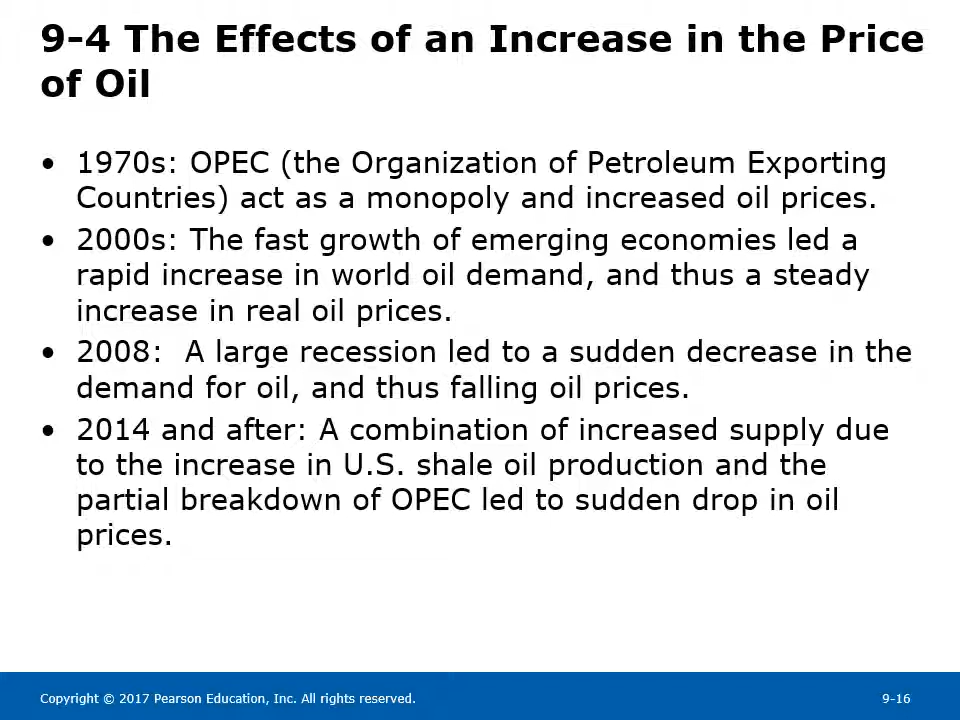 9-4 The Effects of an Increase in the Price
of Oil
• 1970s: OPEC (the Organization of Petroleum Exporting
Countries) act as a monopoly and increased oil prices.
• 2000s: The fast growth of emerging economies led a
rapid increase in world oil demand, and thus a steady
increase in real oil prices.
• 2008:  A large recession led to a sudden decrease in the
demand for oil, and thus falling oil prices.
• 2014 and after: A combination of increased supply due
to the increase in U.S. shale oil production and the
partial breakdown of OPEC led to sudden drop in oil
prices.
Copyright © 2017 Pearson Education, Inc. All rights reserved.
9-16